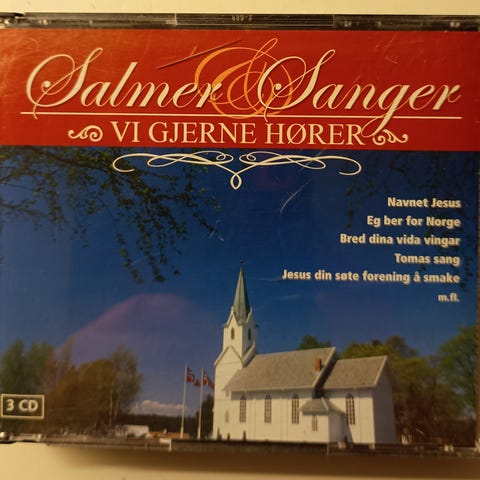 Salmer & Sanger
VI GJERNE HØRER
Navnet Jesus
Eg ber for Norge
Bred dina vida vingar
Tomas sang
Jesus din søte forening å smake
m.fl.
3 CD